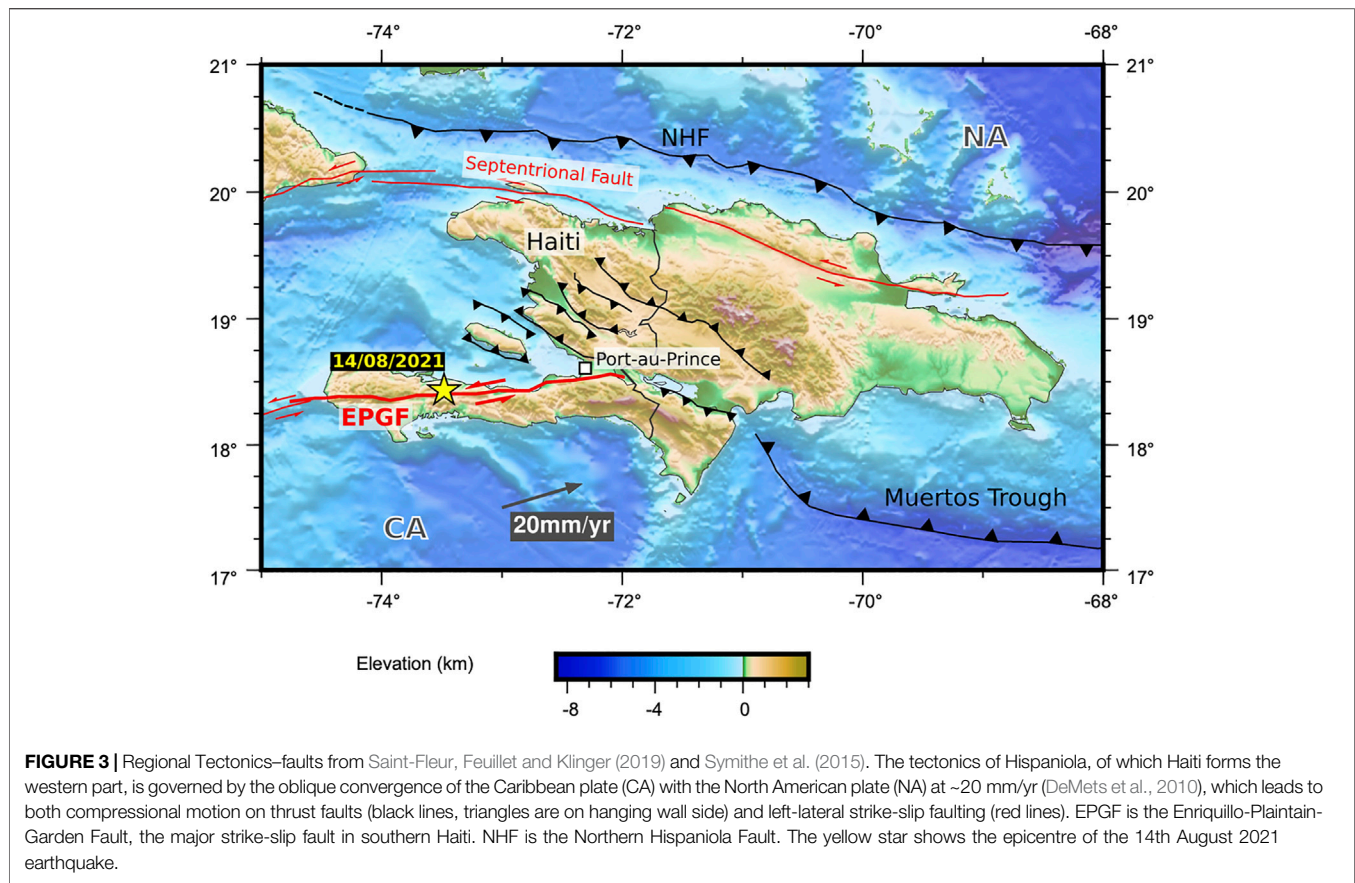 -74° -72° -70° -68°
21° 21°
NHF NA
Septentrional Fault
20° 20°
Haiti
19° 19°
14/08/2021 Port-au-Prince
EPGF
18° 18°
Muertos Trough
CA 20mm/yr
17° 17°
-74° -72° -70° -68°
Elevation (km)
-8 -4 0
FIGURE 3 | Regional Tectonics–faults from Saint-Fleur, Feuillet and Klinger (2019) and Symithe et al. (2015). The tectonics of Hispaniola, of which Haiti forms the
western part, is governed by the oblique convergence of the Caribbean plate (CA) with the North American plate (NA) at ~20 mm/yr (DeMets et al., 2010), which leads to
both compressional motion on thrust faults (black lines, triangles are on hanging wall side) and left-lateral strike-slip faulting (red lines). EPGF is the Enriquillo-Plaintain-
Garden Fault, the major strike-slip fault in southern Haiti. NHF is the Northern Hispaniola Fault. The yellow star shows the epicentre of the 14th August 2021
earthquake.